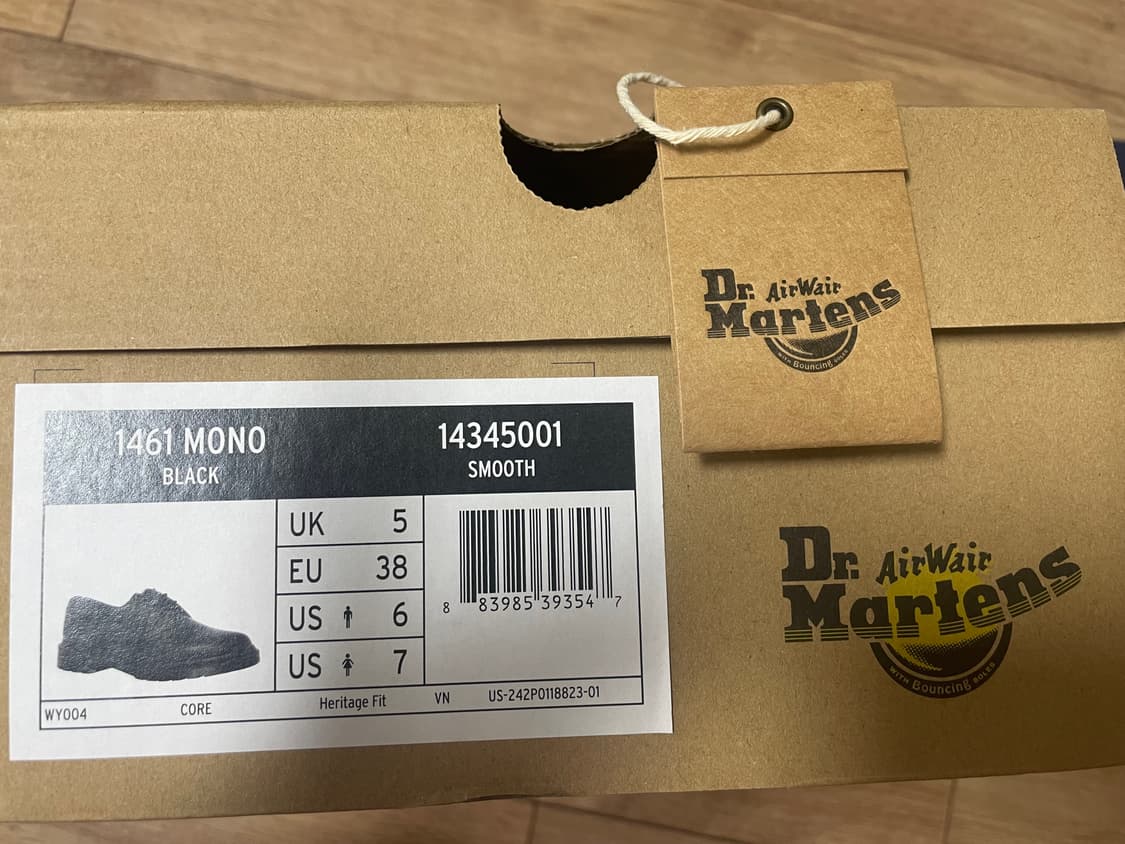 Dr. AirWair
Martens
WITH Bouncing SOLES
1461 MONO
BLACK
14345001
SMOOTH
UK 5
EU 38
US 6
US 7
8 83985 39354 7
WY004 CORE Heritage Fit VN US-242P0118823-01
Dr. AirWair
Martens
WITH Bouncing SOLES